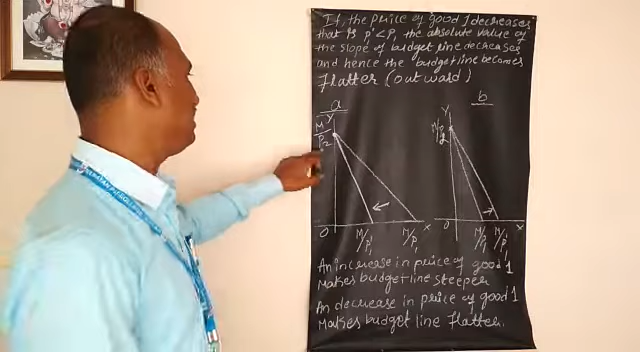 If, the price of good 1 decreases
that is p' < P, the absolute value of
the slope of budget line decreases
and hence the budget line becomes
Flatter (outward)
a b
Y Y
M/P2 M/P2
O M/P'1 M/P1 X O M/P1 M/P'1 X
An increase in price of good 1
Makes budget line steeper
An decrease in price of good 1
Makes budget line Flatter.